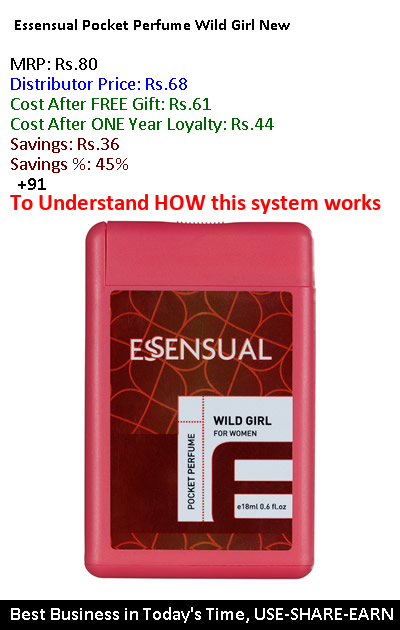 Essensual Pocket Perfume Wild Girl New
MRP: Rs.80
Distributor Price: Rs.68
Cost After FREE Gift: Rs.61
Cost After ONE Year Loyalty: Rs.44
Savings: Rs.36
Savings %: 45%
+91
To Understand HOW this system works
ESSENSUAL
WILD GIRL
FOR WOMEN
POCKET PERFUME
e18ml 0.6 fl.oz
Best Business in Today's Time, USE-SHARE-EARN